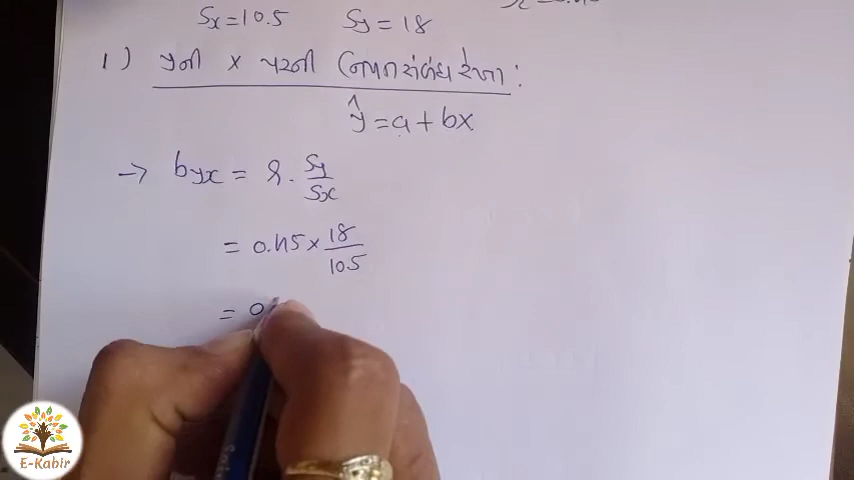 Sx = 10.5 Sy = 18
1) yની x પરની નિયતસંબંધ રેખા :
ŷ = a + bx
→ byx = r . Sy/Sx
= 0.45 × 18/10.5
= 0.
E-Kabir